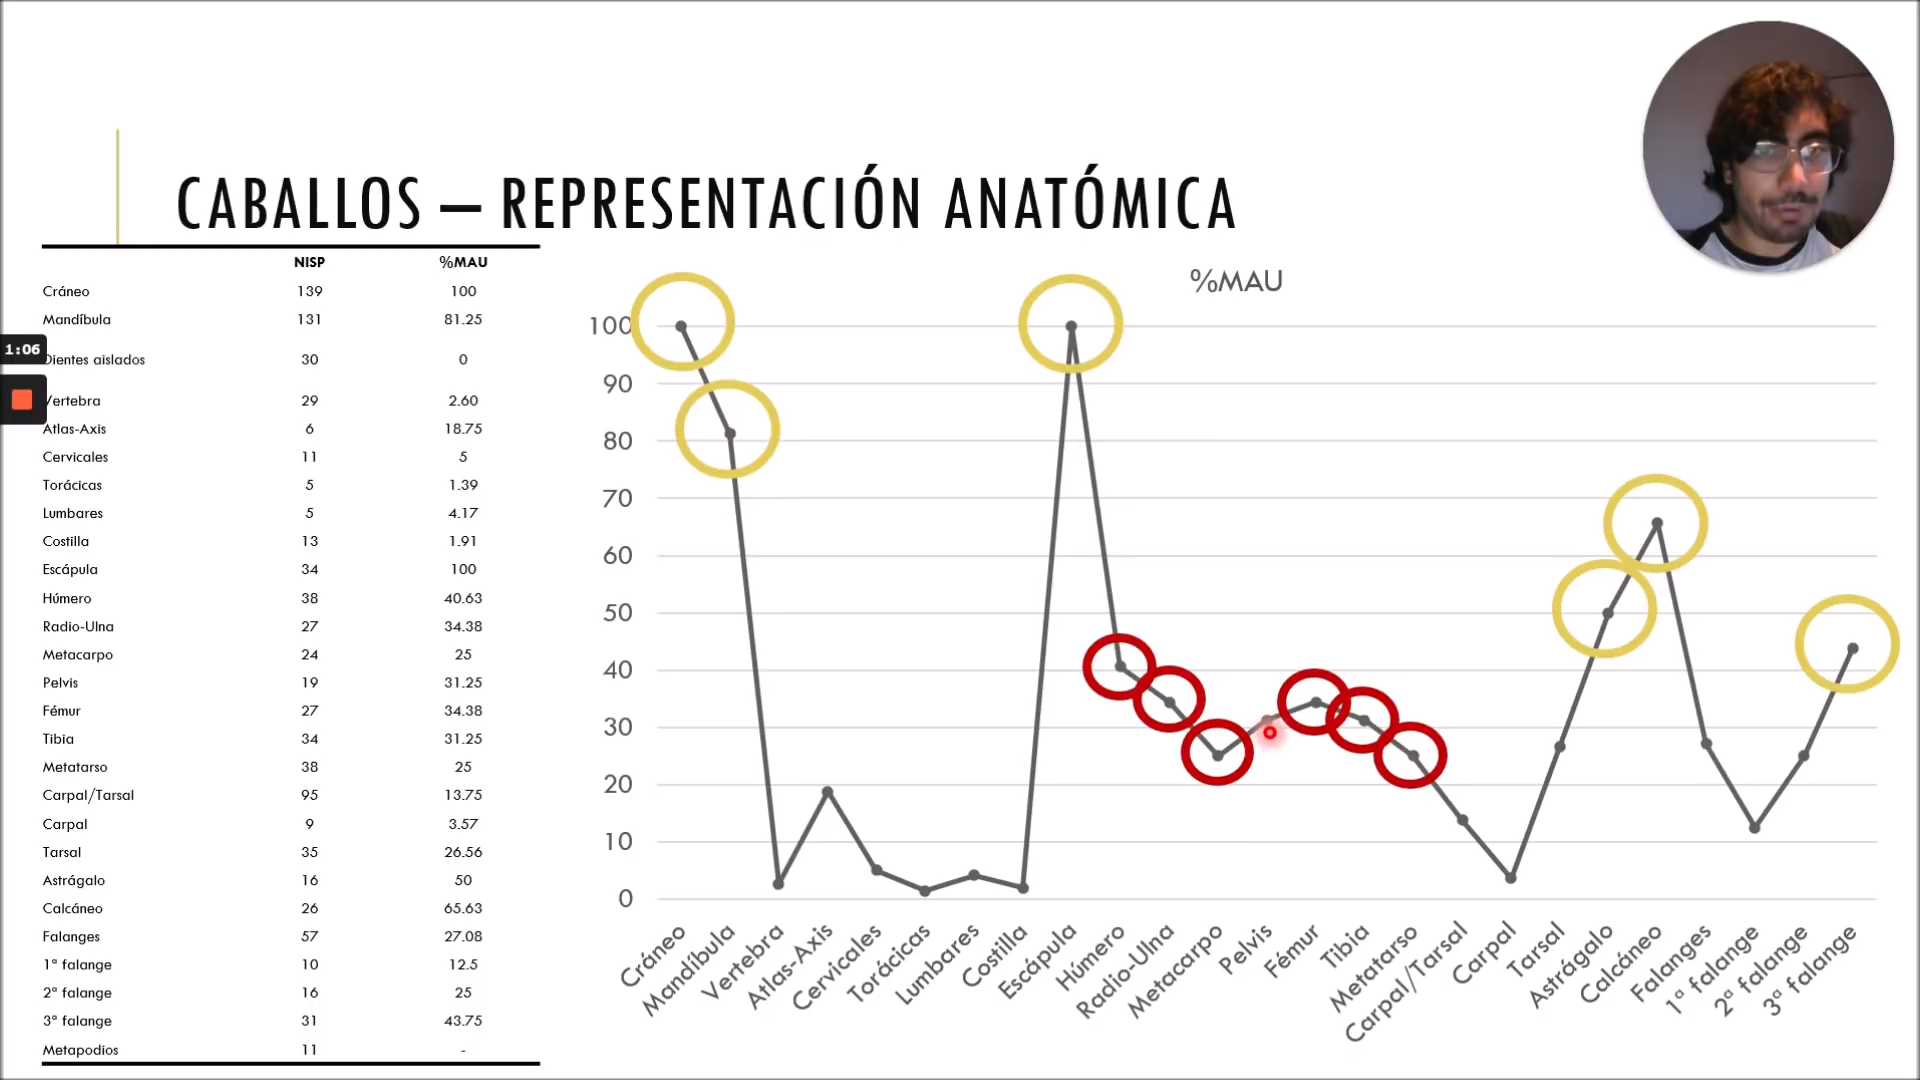 CABALLOS – REPRESENTACIÓN ANATÓMICA
NISP %MAU
Cráneo 139 100
Mandíbula 131 81.25
Dientes aislados 30 0
Vertebra 29 2.60
Atlas-Axis 6 18.75
Cervicales 11 5
Torácicas 5 1.39
Lumbares 5 4.17
Costilla 13 1.91
Escápula 34 100
Húmero 38 40.63
Radio-Ulna 27 34.38
Metacarpo 24 25
Pelvis 19 31.25
Fémur 27 34.38
Tibia 34 31.25
Metatarso 38 25
Carpal/Tarsal 95 13.75
Carpal 9 3.57
Tarsal 35 26.56
Astrágalo 16 50
Calcáneo 26 65.63
Falanges 57 27.08
1ª falange 10 12.5
2ª falange 16 25
3ª falange 31 43.75
Metapodios 11 -
1:06
%MAU
100
90
80
70
60
50
40
30
20
10
0
Cráneo
Mandíbula
Vertebra
Atlas-Axis
Cervicales
Torácicas
Lumbares
Costilla
Escápula
Húmero
Radio-Ulna
Metacarpo
Pelvis
Fémur
Tibia
Metatarso
Carpal/Tarsal
Carpal
Tarsal
Astrágalo
Calcáneo
Falanges
1ª falange
2ª falange
3ª falange